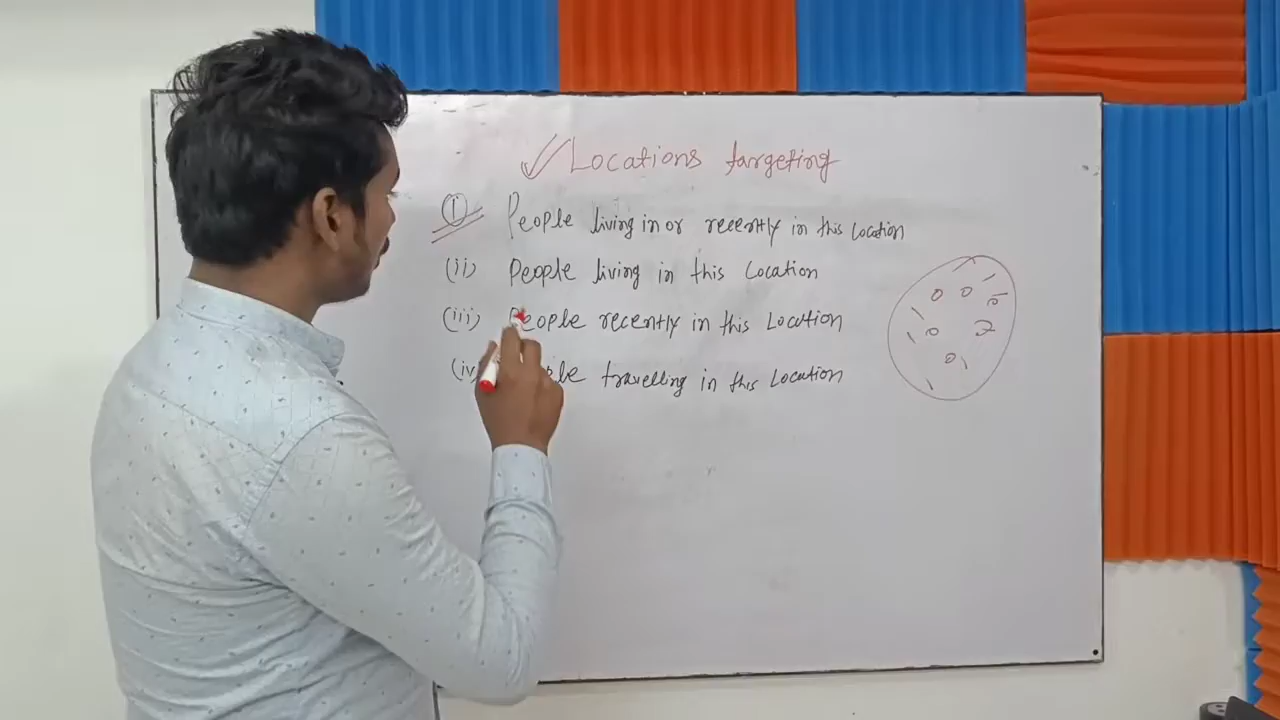 ✓ Locations targeting
(i) People living in or recently in this Location
(ii) People living in this Location
(iii) People recently in this Location
(iv) travelling in this Location